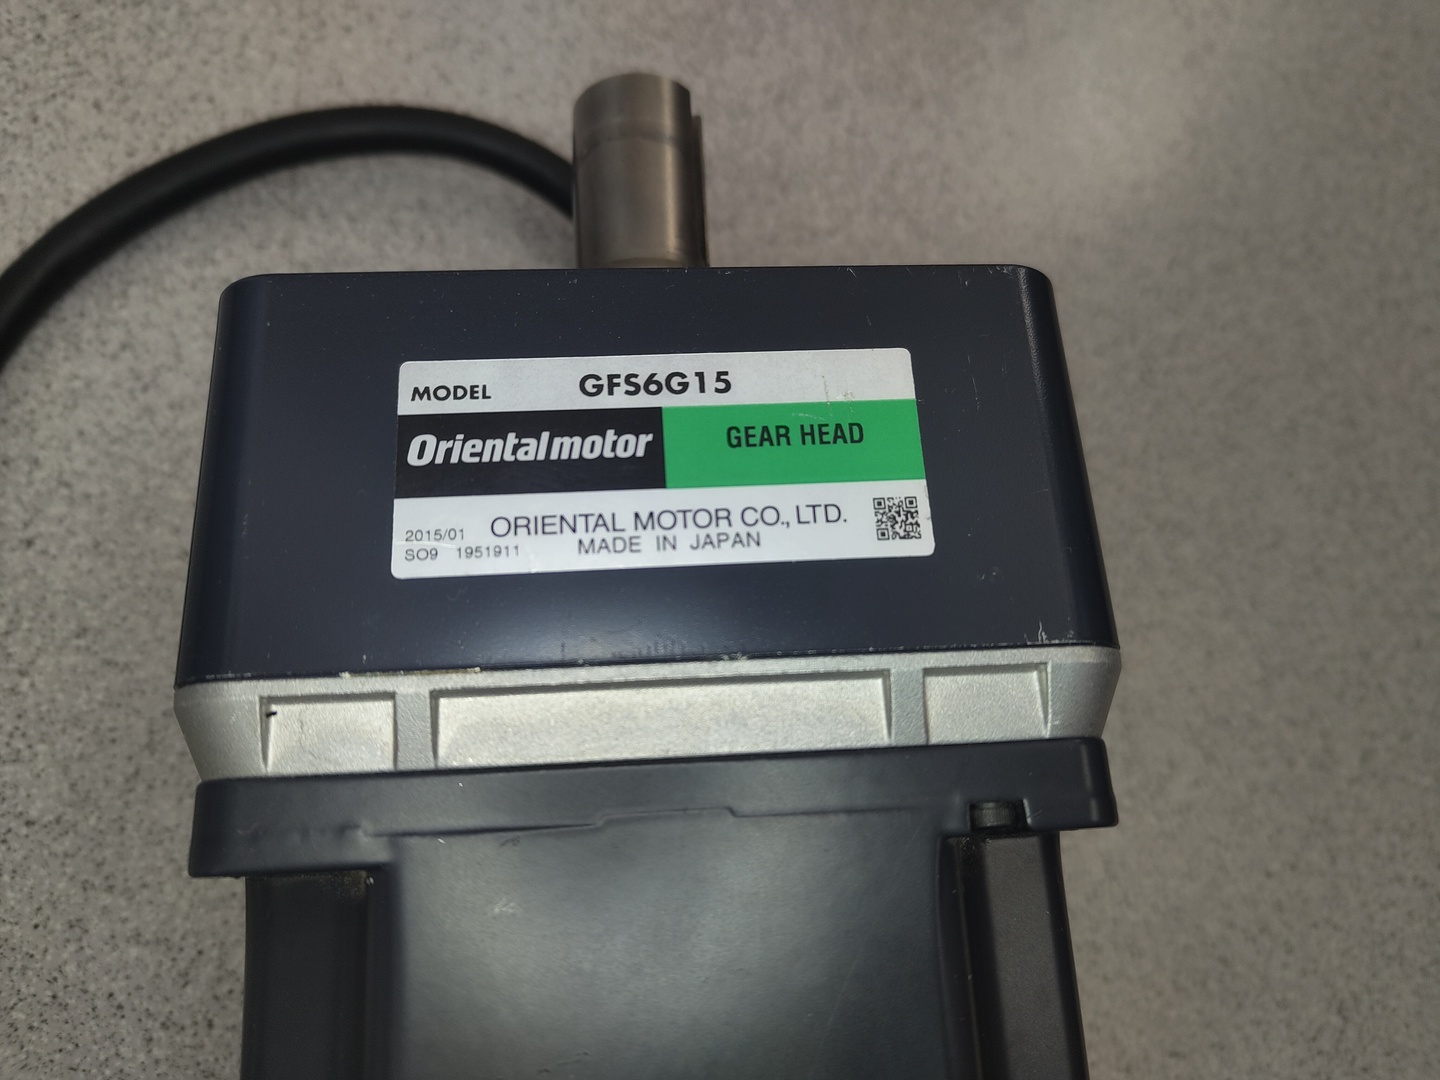 MODEL GFS6G15
Orientalmotor GEAR HEAD
2015/01 ORIENTAL MOTOR CO., LTD.
SO9 1951911 MADE IN JAPAN